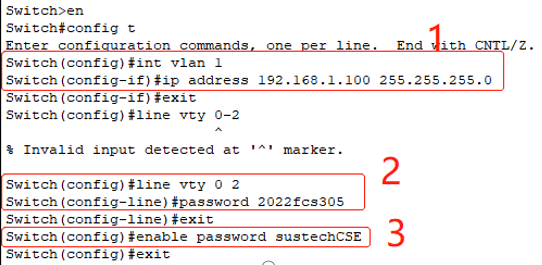 Switch>en
Switch#config t
1
Enter configuration commands, one per line.  End with CNTL/Z.
Switch(config)#int vlan 1
Switch(config-if)#ip address 192.168.1.100 255.255.255.0
Switch(config-if)#exit
Switch(config)#line vty 0-2
^
% Invalid input detected at '^' marker.
2
Switch(config)#line vty 0 2
Switch(config-line)#password 2022fcs305
Switch(config-line)#exit
Switch(config)#enable password sustechCSE
3
Switch(config)#exit